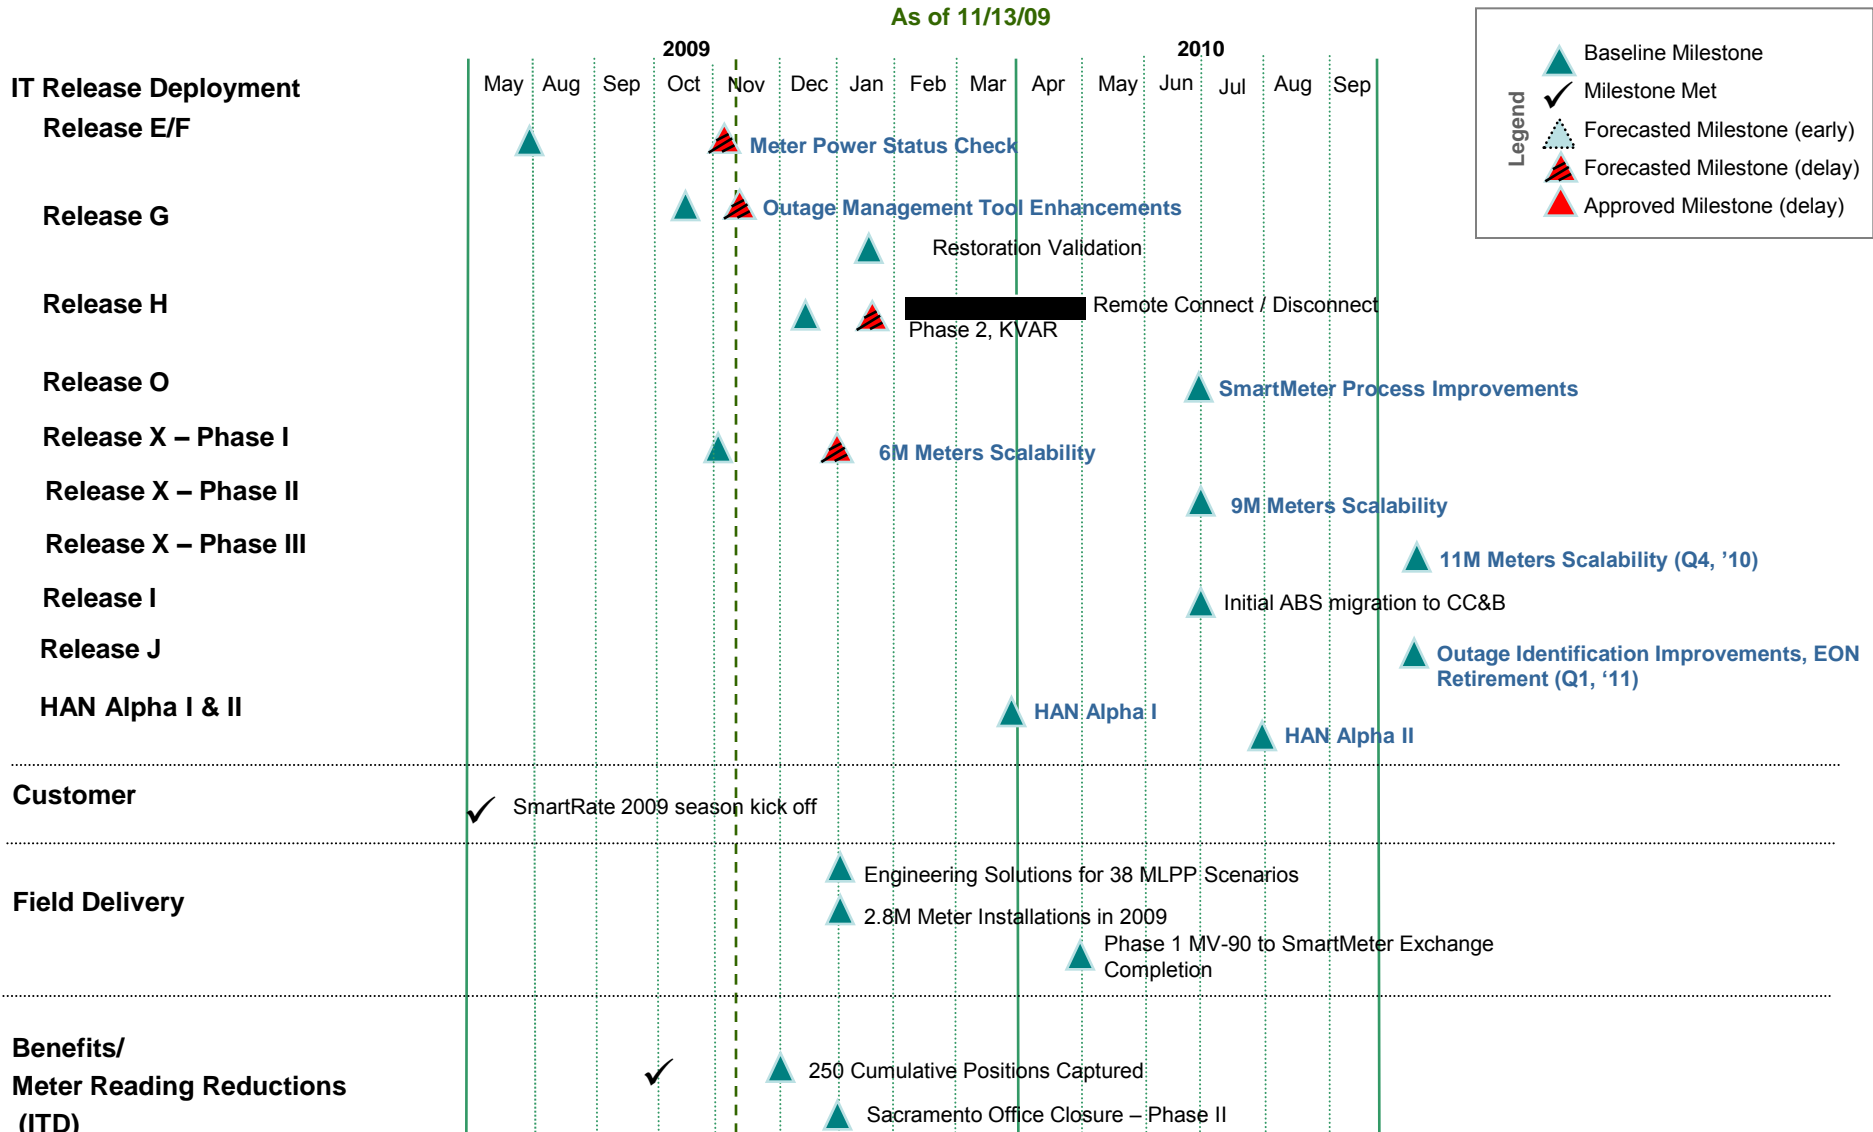 As of 11/13/09
2009
2010
May Aug Sep Oct Nov Dec Jan Feb Mar Apr May Jun Jul Aug Sep
Legend
Baseline Milestone
Milestone Met
Forecasted Milestone (early)
Forecasted Milestone (delay)
Approved Milestone (delay)
IT Release Deployment
Release E/F
Meter Power Status Check
Release G
Outage Management Tool Enhancements
Restoration Validation
Release H
Remote Connect / Disconnect
Phase 2, KVAR
Release O
SmartMeter Process Improvements
Release X – Phase I
6M Meters Scalability
Release X – Phase II
9M Meters Scalability
Release X – Phase III
11M Meters Scalability (Q4, ’10)
Release I
Initial ABS migration to CC&B
Release J
Outage Identification Improvements, EON
Retirement (Q1, ‘11)
HAN Alpha I & II
HAN Alpha I
HAN Alpha II
Customer
SmartRate 2009 season kick off
Field Delivery
Engineering Solutions for 38 MLPP Scenarios
2.8M Meter Installations in 2009
Phase 1 MV-90 to SmartMeter Exchange
Completion
Benefits/
Meter Reading Reductions
(ITD)
250 Cumulative Positions Captured
Sacramento Office Closure – Phase II